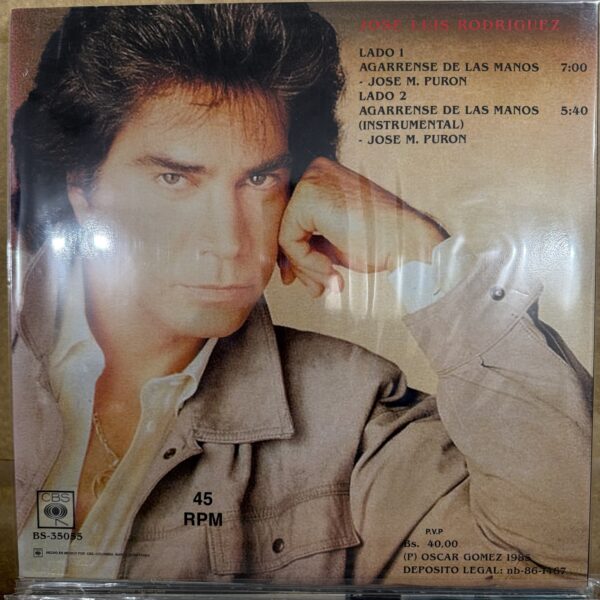 JOSE LUIS RODRIGUEZ
LADO 1
AGARRENSE DE LAS MANOS 7:00
- JOSE M. PURON
LADO 2
AGARRENSE DE LAS MANOS 5:40
(INSTRUMENTAL)
- JOSE M. PURON
CBS
BS-35055
45
RPM
P.V.P
Bs. 40,00
(P) OSCAR GOMEZ 1985
DEPOSITO LEGAL: nb-86-1467